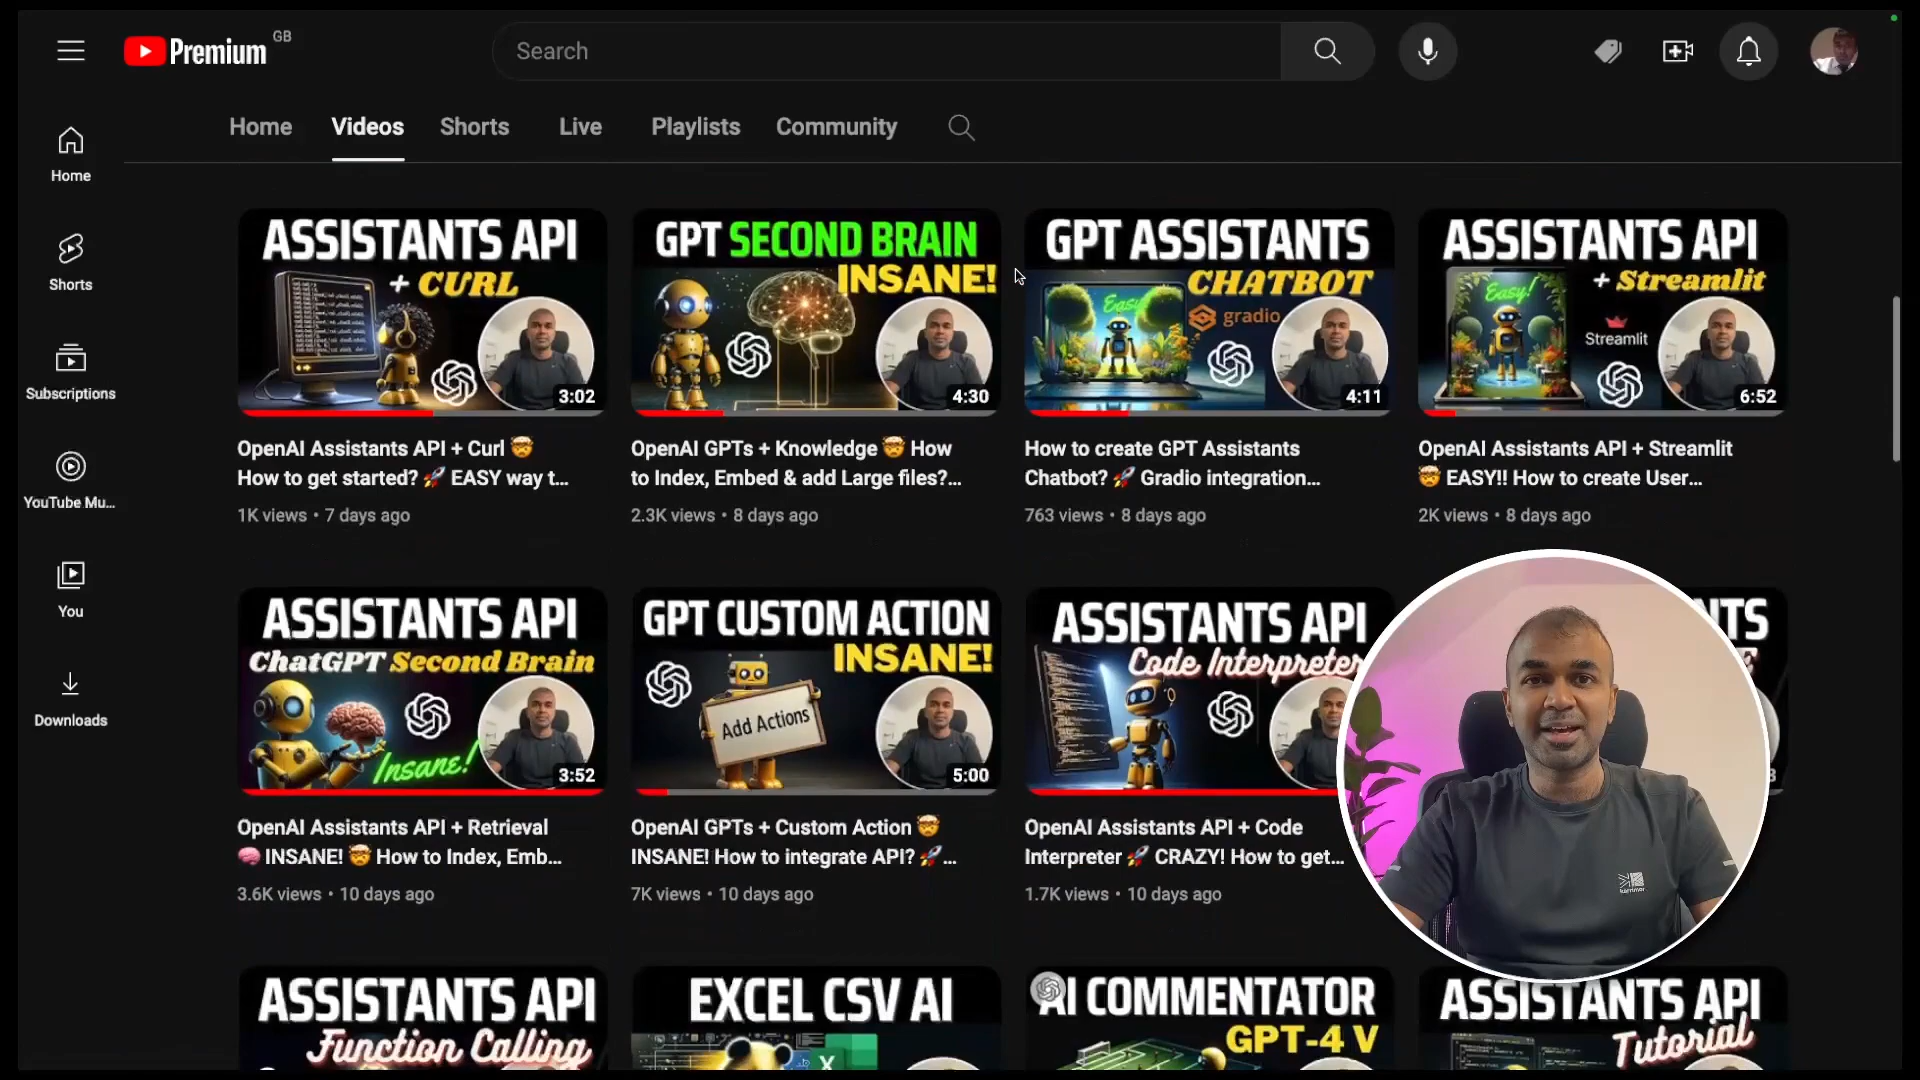 Premium GB
Search
Home
Videos
Shorts
Live
Playlists
Community
Home
Shorts
Subscriptions
YouTube Mu...
You
Downloads
ASSISTANTS API
+ CURL
3:02
OpenAI Assistants API + Curl 🤯
How to get started? 🚀 EASY way t...
1K views • 7 days ago
GPT SECOND BRAIN
INSANE!
4:30
OpenAI GPTs + Knowledge 🤯 How
to Index, Embed & add Large files?...
2.3K views • 8 days ago
GPT ASSISTANTS
CHATBOT
Easy
gradio
4:11
How to create GPT Assistants
Chatbot? 🚀 Gradio integration...
763 views • 8 days ago
ASSISTANTS API
+ Streamlit
Easy!
Streamlit
6:52
OpenAI Assistants API + Streamlit
🤯 EASY!! How to create User...
2K views • 8 days ago
ASSISTANTS API
ChatGPT Second Brain
Insane!
3:52
OpenAI Assistants API + Retrieval
🧠 INSANE! 🤯 How to Index, Emb...
3.6K views • 10 days ago
GPT CUSTOM ACTION
INSANE!
Add Actions
5:00
OpenAI GPTs + Custom Action 🤯
INSANE! How to integrate API? 🚀...
7K views • 10 days ago
ASSISTANTS API
Code Interpreter
OpenAI Assistants API + Code
Interpreter 🚀 CRAZY! How to get...
1.7K views • 10 days ago
ASSISTANTS API
Function Calling
EXCEL CSV AI
X
AI COMMENTATOR
GPT-4 V
ASSISTANTS API
Tutorial